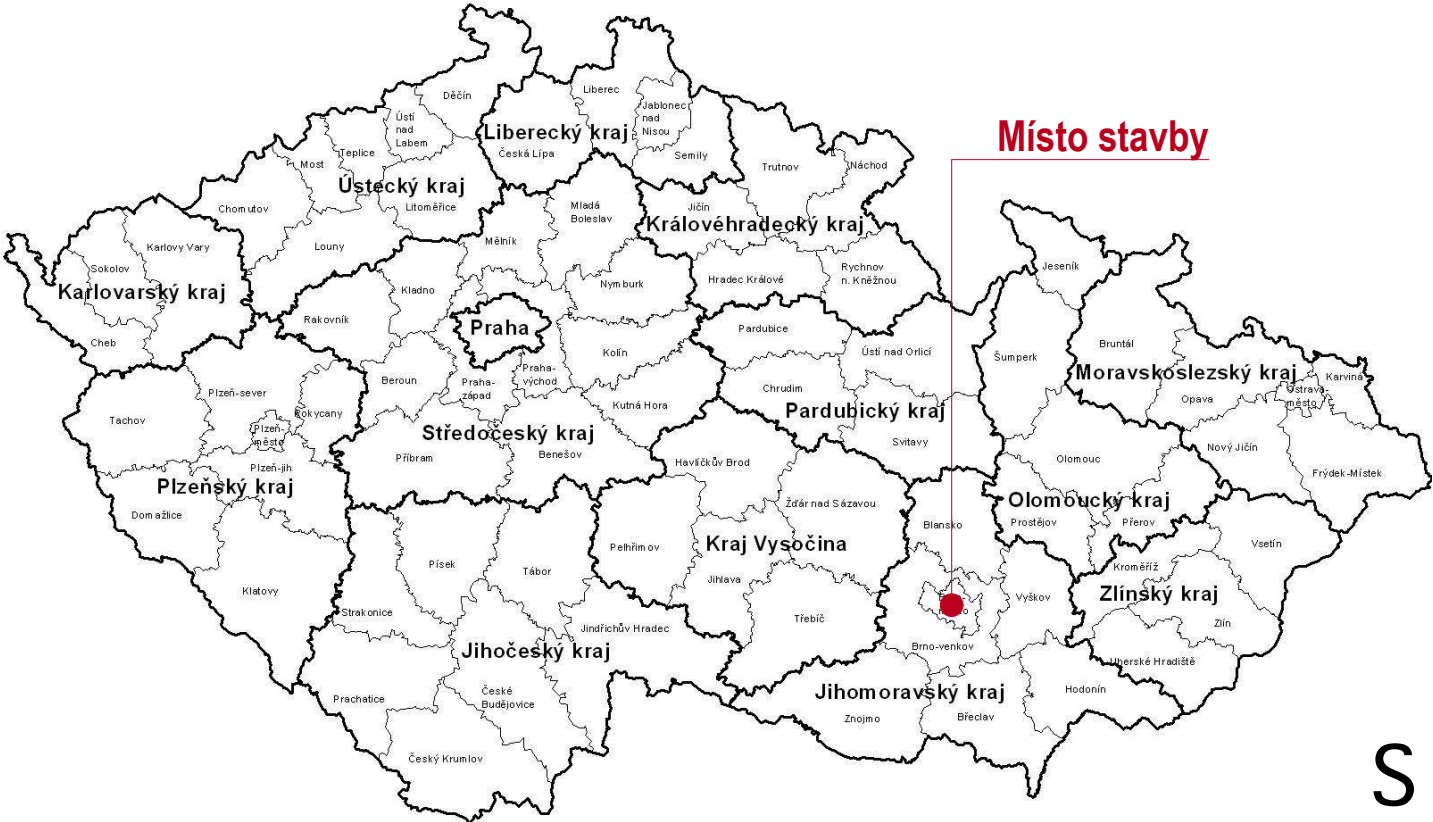 Děčín
Liberec
Ústí
nad
Labem
Jablonec
nad
Nisou
Liberecký kraj
Místo stavby
Teplice
Česká Lípa
Semily
Most
Trutnov
Náchod
Ústecký kraj
Chomutov
Litoměřice
Mladá
Boleslav
Jičín
Královéhradecký kraj
Louny
Mělník
Karlovy Vary
Sokolov
Karlovarský kraj
Cheb
Kladno
Rakovník
Nymburk
Hradec Králové
Rychnov
n. Kněžnou
Jeseník
Praha
Pardubice
Kolín
Ústí nad Orlicí
Šumperk
Bruntál
Moravskoslezský kraj
Karviná
Ostrava-
město
Opava
Plzeň-sever
Beroun
Praha-
západ
Praha-
východ
Chrudim
Pardubický kraj
Tachov
Rokycany
Plzeň-
město
Kutná Hora
Středočeský kraj
Svitavy
Příbram
Benešov
Nový Jičín
Havlíčkův Brod
Olomouc
Frýdek-Místek
Plzeň-jih
Plzeňský kraj
Domažlice
Žďár nad Sázavou
Olomoucký kraj
Prostějov
Přerov
Blansko
Pelhřimov
Kraj Vysočina
Vsetín
Písek
Tábor
Jihlava
Kroměříž
Klatovy
Zlínský kraj
Vyškov
Strakonice
Třebíč
Zlín
Jindřichův Hradec
Jihočeský kraj
Brno-venkov
Uherské Hradiště
Prachatice
České
Budějovice
Jihomoravský kraj
Hodonín
Znojmo
Břeclav
Český Krumlov
S